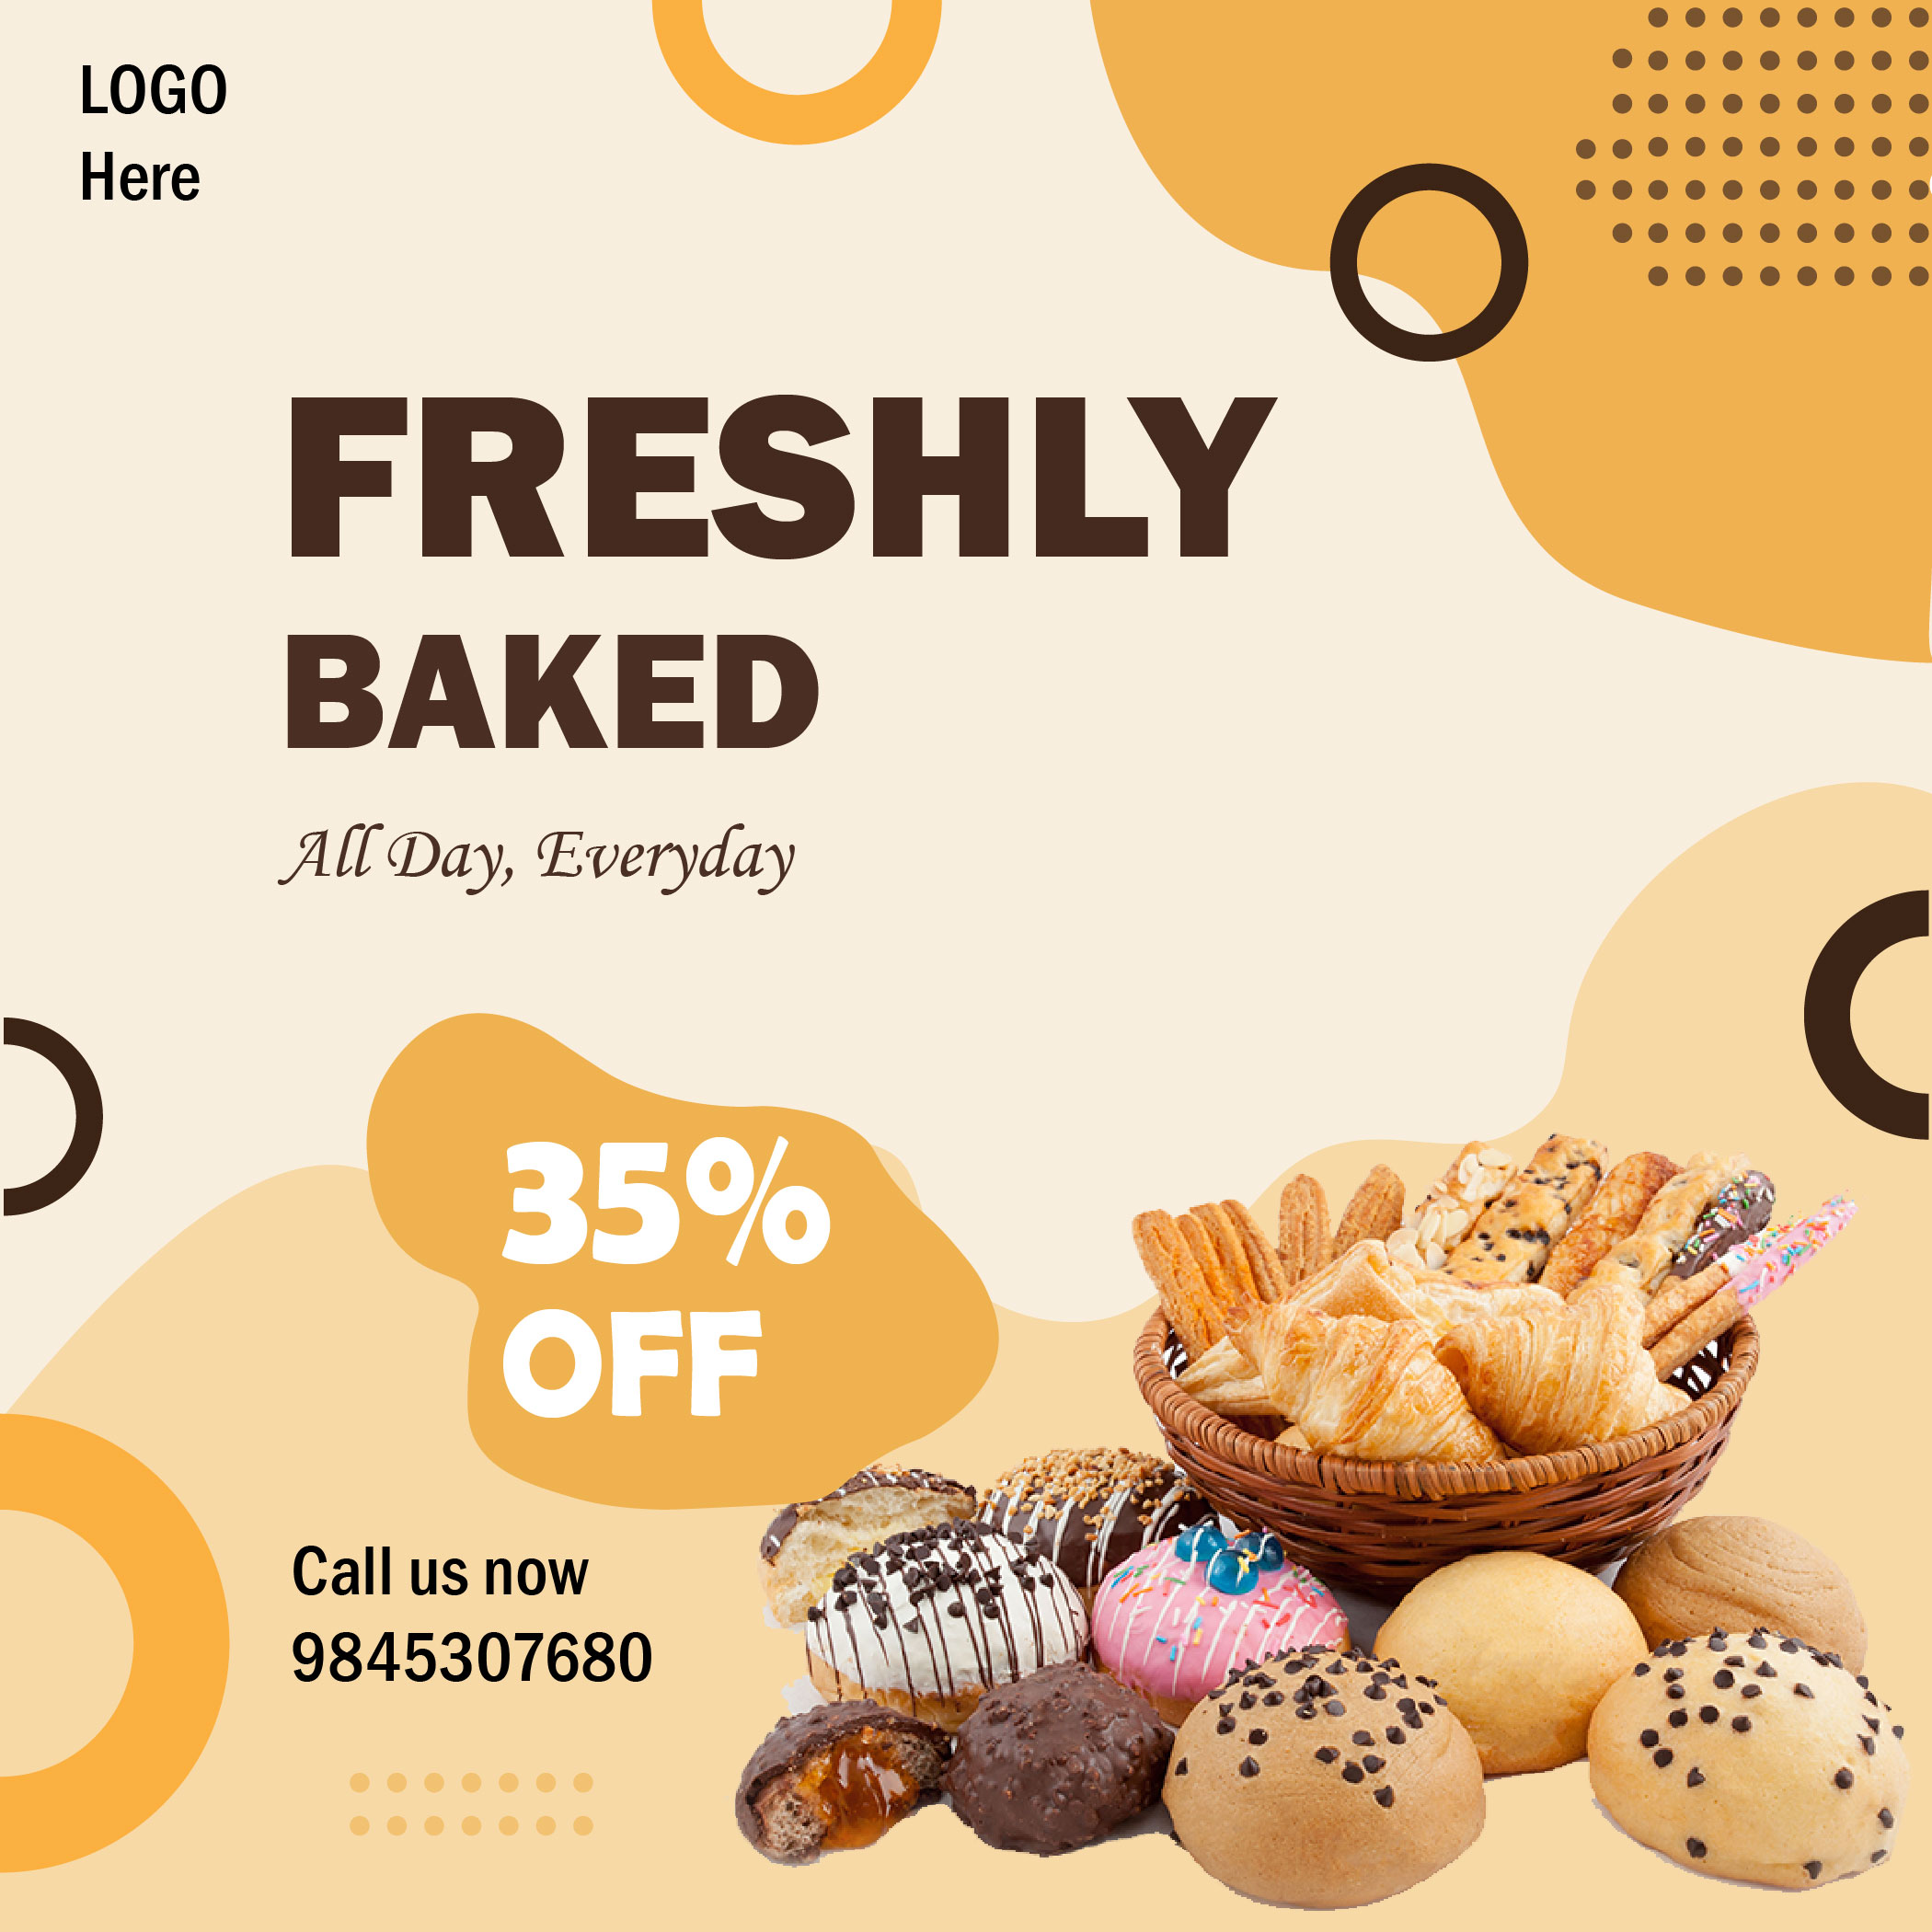 LOGO
Here
FRESHLY
BAKED
All Day, Everyday
35%
OFF
Call us now
9845307680